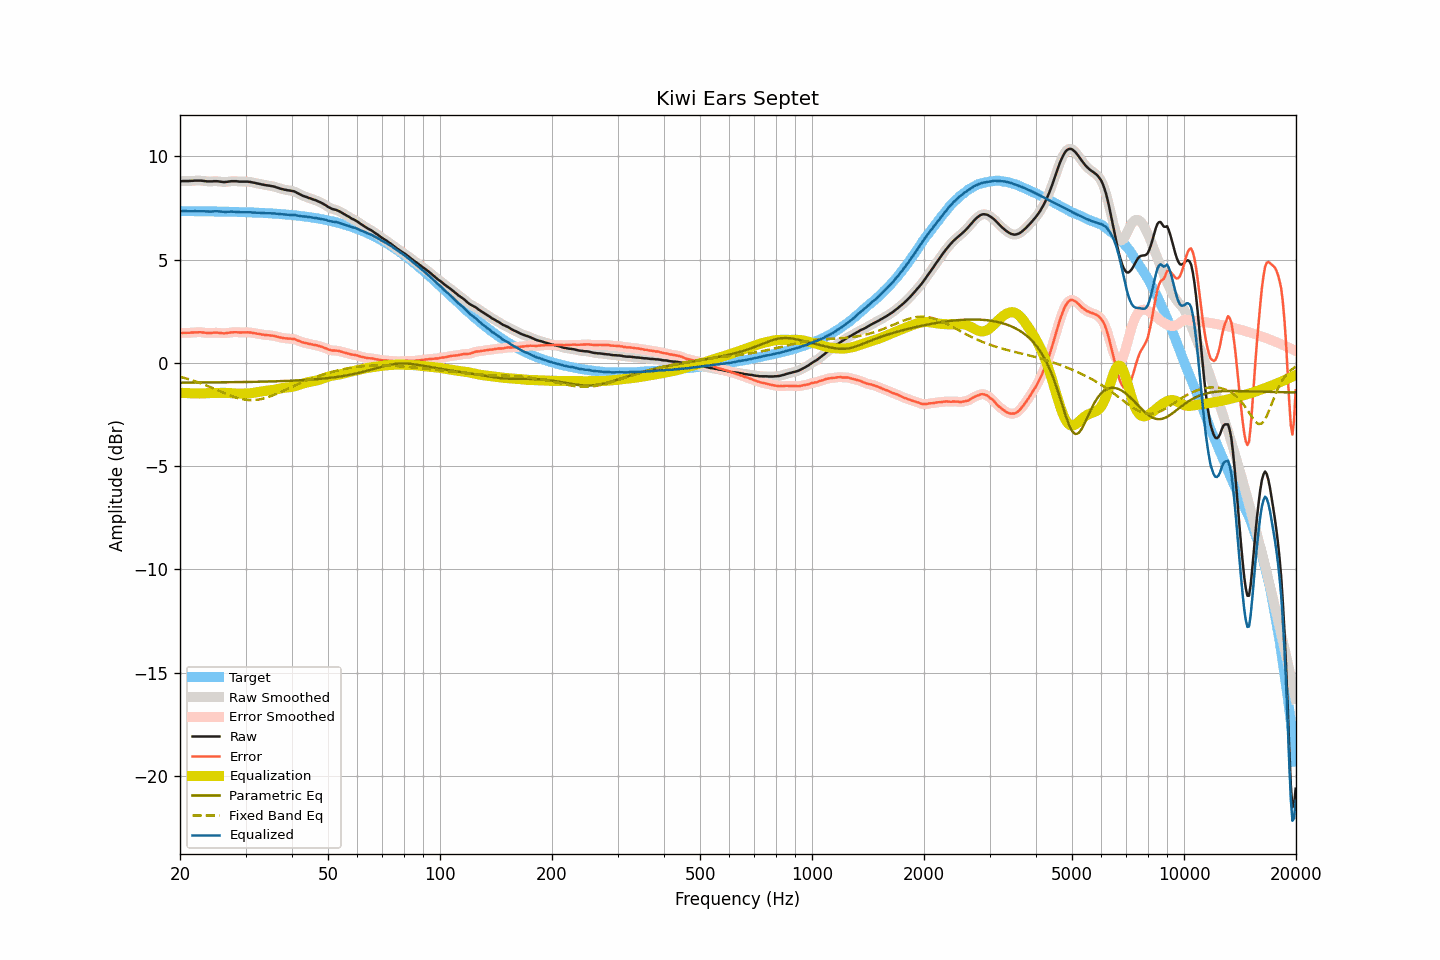 Kiwi Ears Septet
10
5
0
−5
−10
−15
−20
Amplitude (dBr)
Target
Raw Smoothed
Error Smoothed
Raw
Error
Equalization
Parametric Eq
Fixed Band Eq
Equalized
20 50 100 200 500 1000 2000 5000 10000 20000
Frequency (Hz)